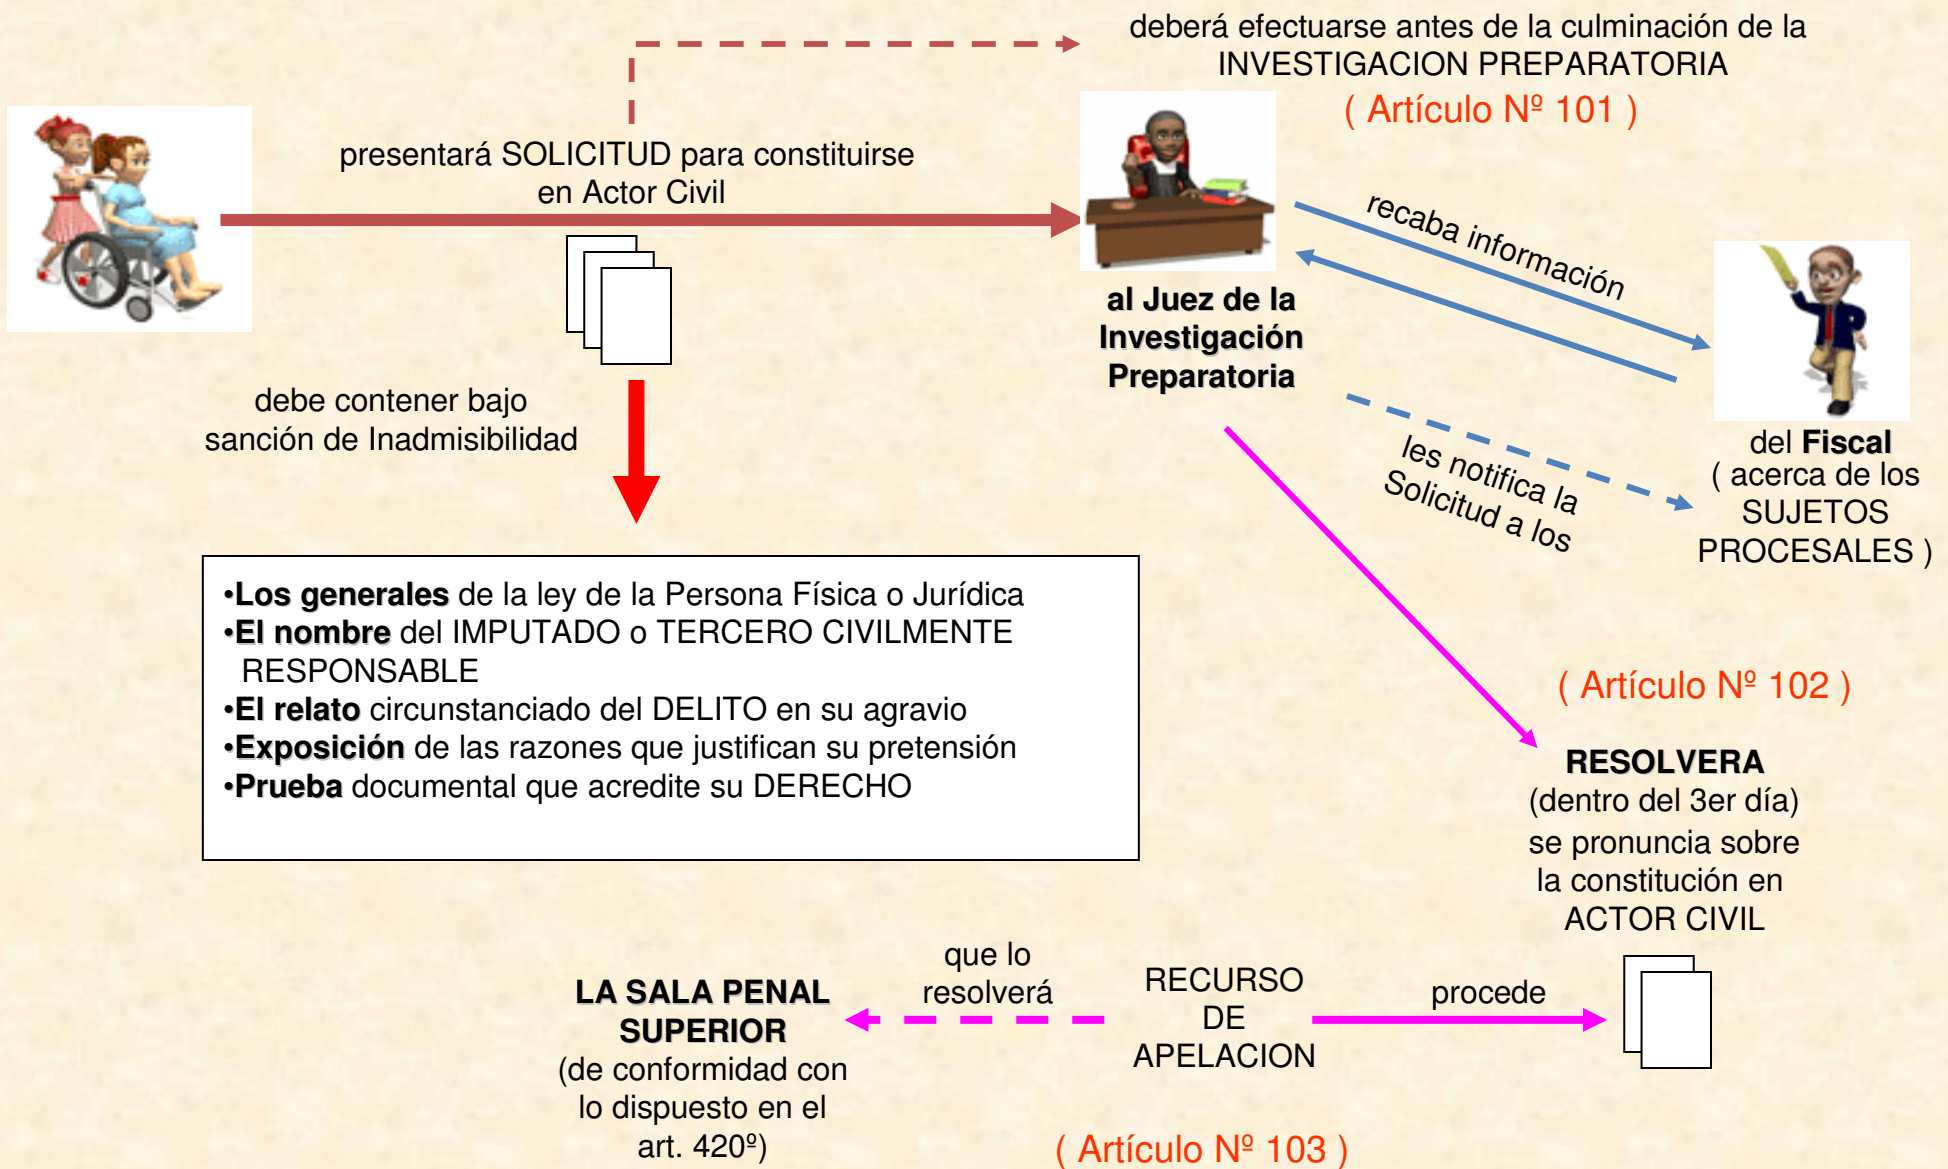 deberá efectuarse antes de la culminación de la
INVESTIGACION PREPARATORIA
( Artículo Nº 101 )
presentará SOLICITUD para constituirse
en Actor Civil
al Juez de la
Investigación
Preparatoria
recaba información
les notifica la
Solicitud a los
del Fiscal
( acerca de los
SUJETOS
PROCESALES )
debe contener bajo
sanción de Inadmisibilidad
•Los generales de la ley de la Persona Física o Jurídica
•El nombre del IMPUTADO o TERCERO CIVILMENTE
RESPONSABLE
•El relato circunstanciado del DELITO en su agravio
•Exposición de las razones que justifican su pretensión
•Prueba documental que acredite su DERECHO
( Artículo Nº 102 )
RESOLVERA
(dentro del 3er día)
se pronuncia sobre
la constitución en
ACTOR CIVIL
procede
RECURSO
DE
APELACION
que lo
resolverá
LA SALA PENAL
SUPERIOR
(de conformidad con
lo dispuesto en el
art. 420º)
( Artículo Nº 103 )